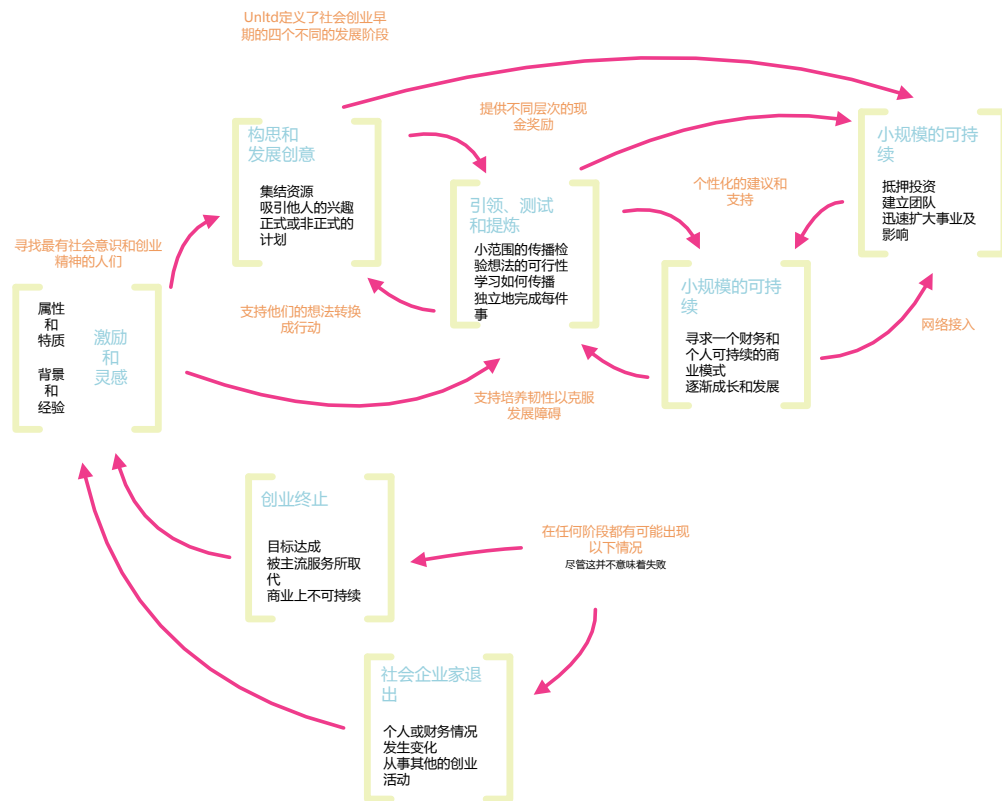 Unltd定义了社会创业早
期的四个不同的发展阶段
构思和
发展创意
集结资源
吸引他人的兴趣
正式或非正式的
计划
提供不同层次的现
金奖励
引领、测试
和提炼
小范围的传播检
验想法的可行性
学习如何传播
独立地完成每件
事
个性化的建议和
支持
小规模的可持
续
抵押投资
建立团队
迅速扩大事业及
影响
小规模的可持
续
寻求一个财务和
个人可持续的商
业模式
逐渐成长和发展
网络接入
寻找最有社会意识和创业
精神的人们
属性
和
特质
背景
和
经验
激励
和
灵感
支持他们的想法转换
成行动
支持培养韧性以克服
发展障碍
创业终止
目标达成
被主流服务所取
代
商业上不可持续
在任何阶段都有可能出现
以下情况
尽管这并不意味着失败
社会企业家退
出
个人或财务情况
发生变化
从事其他的创业
活动